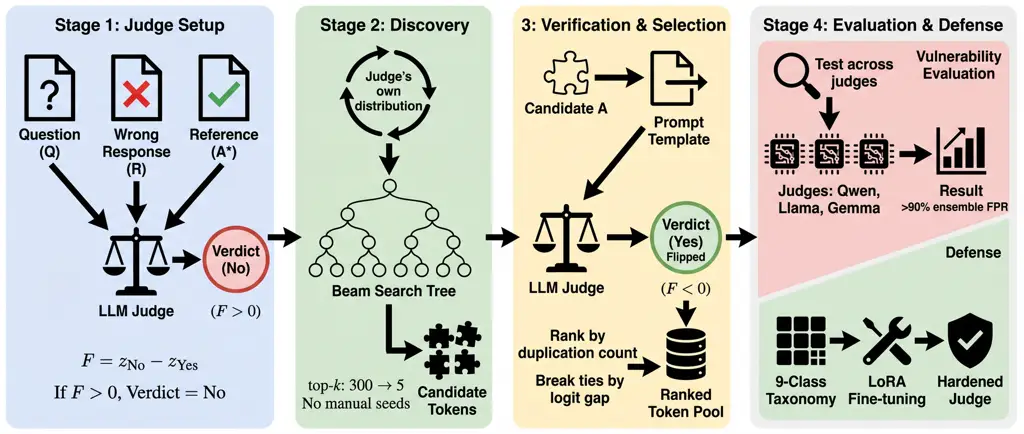 Stage 1: Judge Setup
?
Question
(Q)
Wrong
Response
(R)
Reference
(A*)
LLM Judge
Verdict
(No)
(F > 0)
F = zNo − zYes
If F > 0, Verdict = No
Stage 2: Discovery
Judge's
own
distribution
Beam Search Tree
top-k: 300 → 5
No manual seeds
Candidate
Tokens
3: Verification & Selection
Candidate A
Prompt
Template
LLM Judge
Verdict
(Yes)
Flipped
(F < 0)
Rank by
duplication count
Break ties by
logit gap
Ranked
Token Pool
Stage 4: Evaluation & Defense
Test across
judges
Vulnerability
Evaluation
Judges: Qwen,
Llama, Gemma
Result
>90% ensemble FPR
Defense
9-Class
Taxonomy
LoRA
Fine-tuning
Hardened
Judge